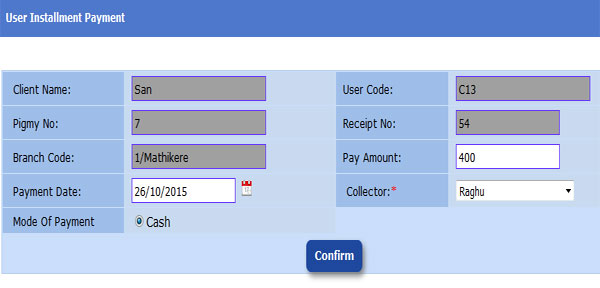 User Installment Payment
Client Name: San User Code: C13
Pigmy No: 7 Receipt No: 54
Branch Code: 1/Mathikere Pay Amount: 400
Payment Date: 26/10/2015 Collector:* Raghu
Mode Of Payment Cash
Confirm